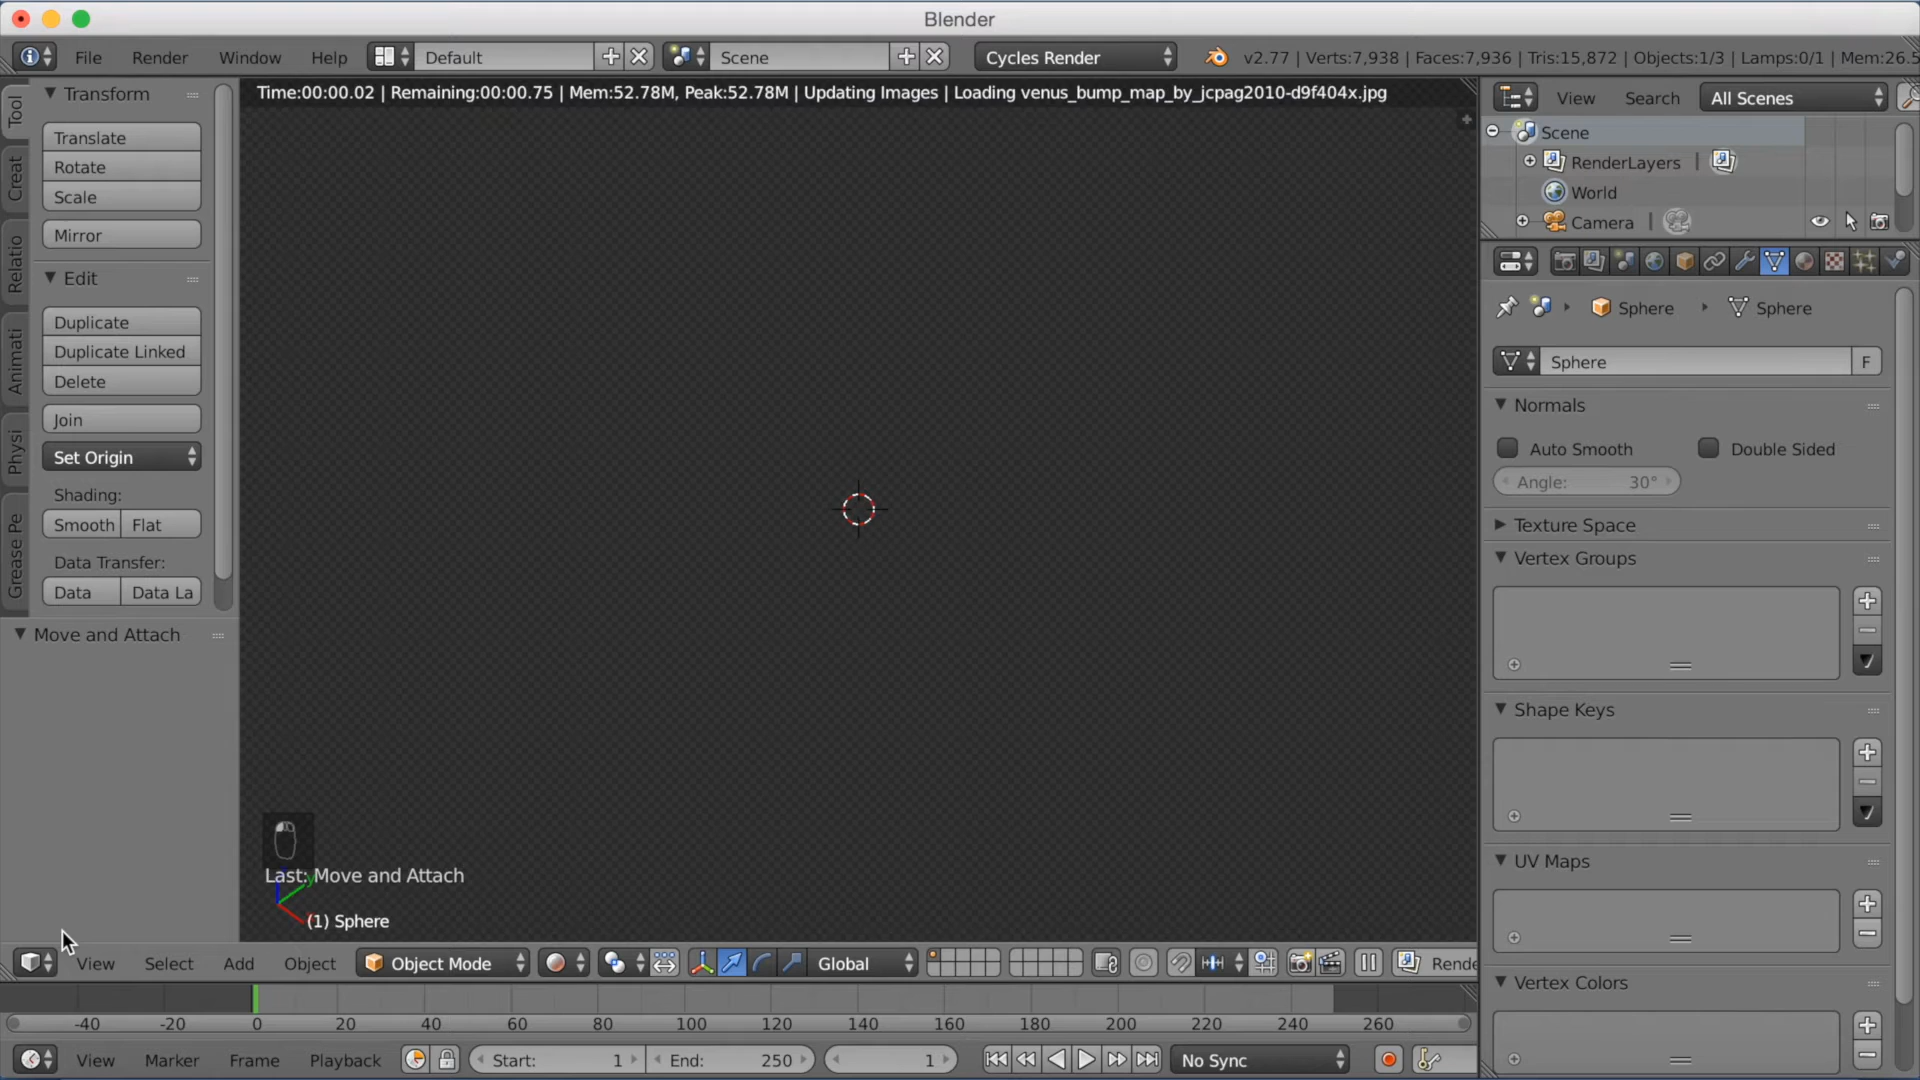 Blender
File Render Window Help Default Scene Cycles Render v2.77 | Verts:7,938 | Faces:7,936 | Tris:15,872 | Objects:1/3 | Lamps:0/1 | Mem:26.5
Time:00:00.02 | Remaining:00:00.75 | Mem:52.78M, Peak:52.78M | Updating Images | Loading venus_bump_map_by_jcpag2010-d9f404x.jpg
Tool
Creat
Relatio
Animati
Physi
Grease Pe
Transform
Translate
Rotate
Scale
Mirror
Edit
Duplicate
Duplicate Linked
Delete
Join
Set Origin
Shading:
Smooth Flat
Data Transfer:
Data Data La
Move and Attach
Last: Move and Attach
y
(1) Sphere
View Select Add Object Object Mode Global Rende
-40 -20 0 20 40 60 80 100 120 140 160 180 200 220 240 260
View Marker Frame Playback Start: 1 End: 250 1 No Sync
View Search All Scenes
Scene
RenderLayers |
World
Camera |
Sphere Sphere
Sphere F
Normals
Auto Smooth Double Sided
Angle: 30°
Texture Space
Vertex Groups
Shape Keys
UV Maps
Vertex Colors